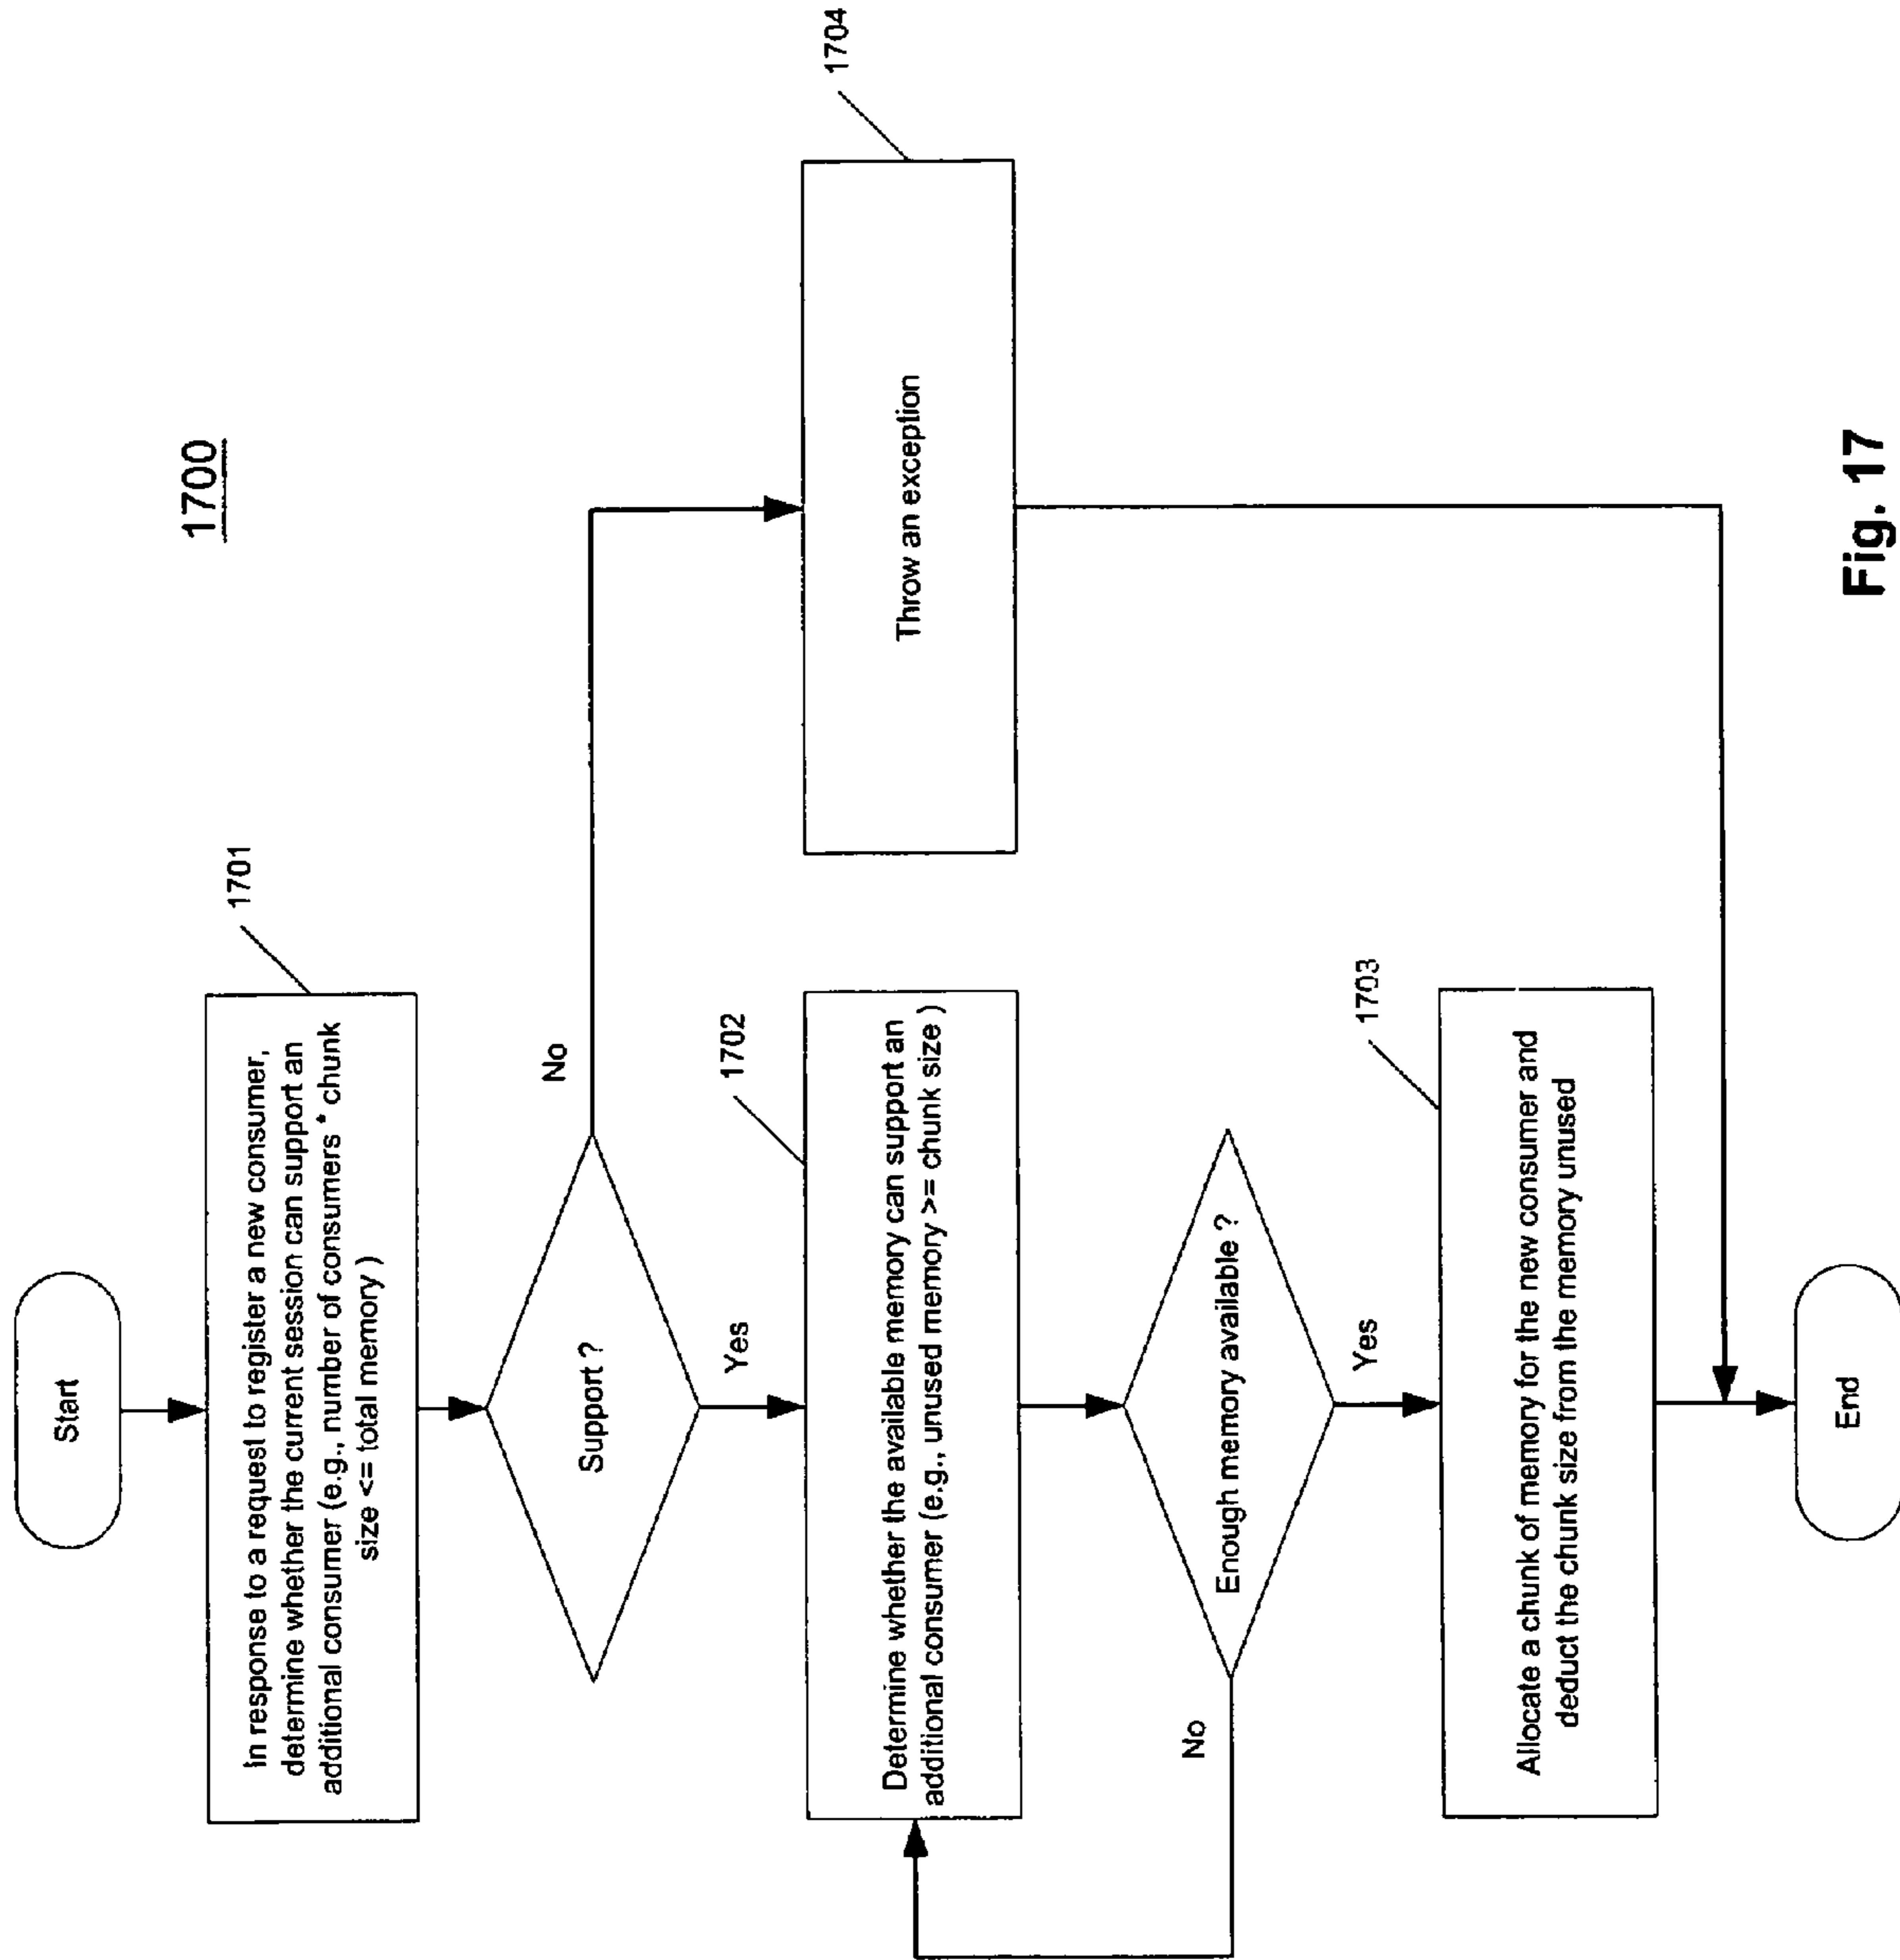 1700
Start
1701
In response to a request to register a new consumer,
determine whether the current session can support an
additional consumer (e.g., number of consumers * chunk
size <= total memory )
Support ?
No
Yes
1702
Determine whether the available memory can support an
additional consumer (e.g., unused memory >= chunk size )
1704
Throw an exception
Enough memory available ?
No
Yes
1703
Allocate a chunk of memory for the new consumer and
deduct the chunk size from the memory unused
End
Fig. 17